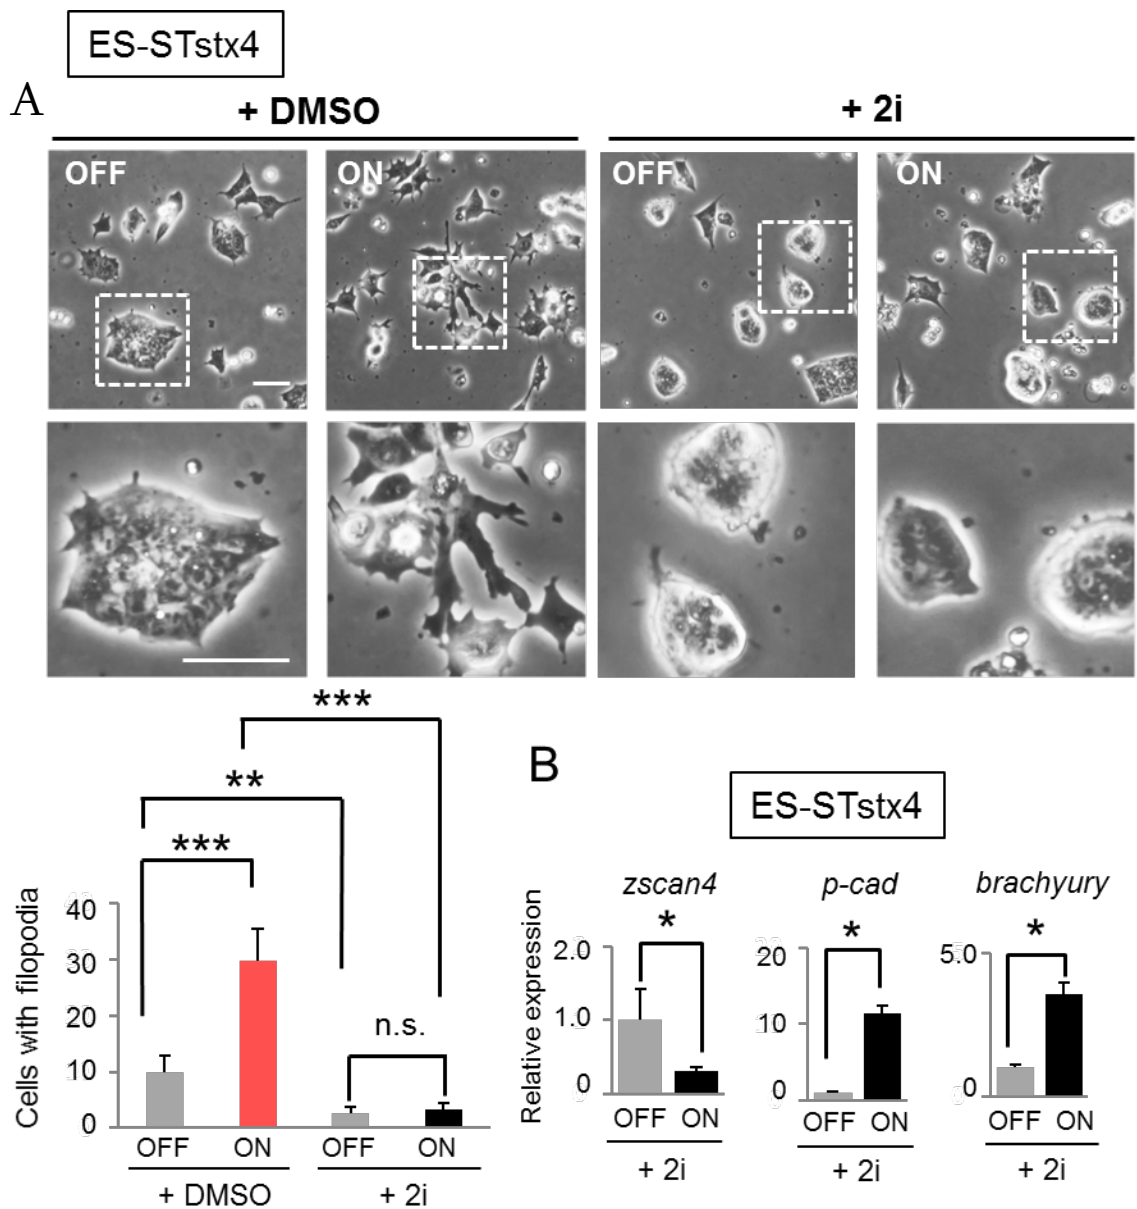 ES-STstx4
A
+ DMSO
+ 2i
OFF
ON
OFF
ON
***
**
***
n.s.
Cells with filopodia
40
30
20
10
0
OFF
ON
OFF
ON
+ DMSO
+ 2i
B
ES-STstx4
Relative expression
zscan4
*
2.0
1.0
0
OFF
ON
+ 2i
p-cad
*
20
10
0
OFF
ON
+ 2i
brachyury
*
5.0
0
OFF
ON
+ 2i